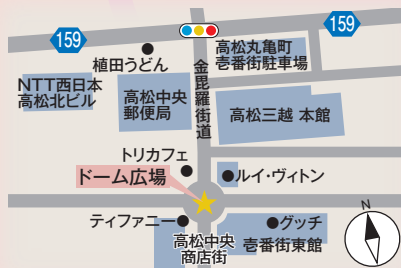 159
159
高松丸亀町
壱番街駐車場
植田うどん
NTT西日本
高松北ビル
高松中央
郵便局
金毘羅街道
高松三越 本館
トリカフェ
ドーム広場
ルイ・ヴィトン
ティファニー
グッチ
高松中央
商店街
壱番街東館
N